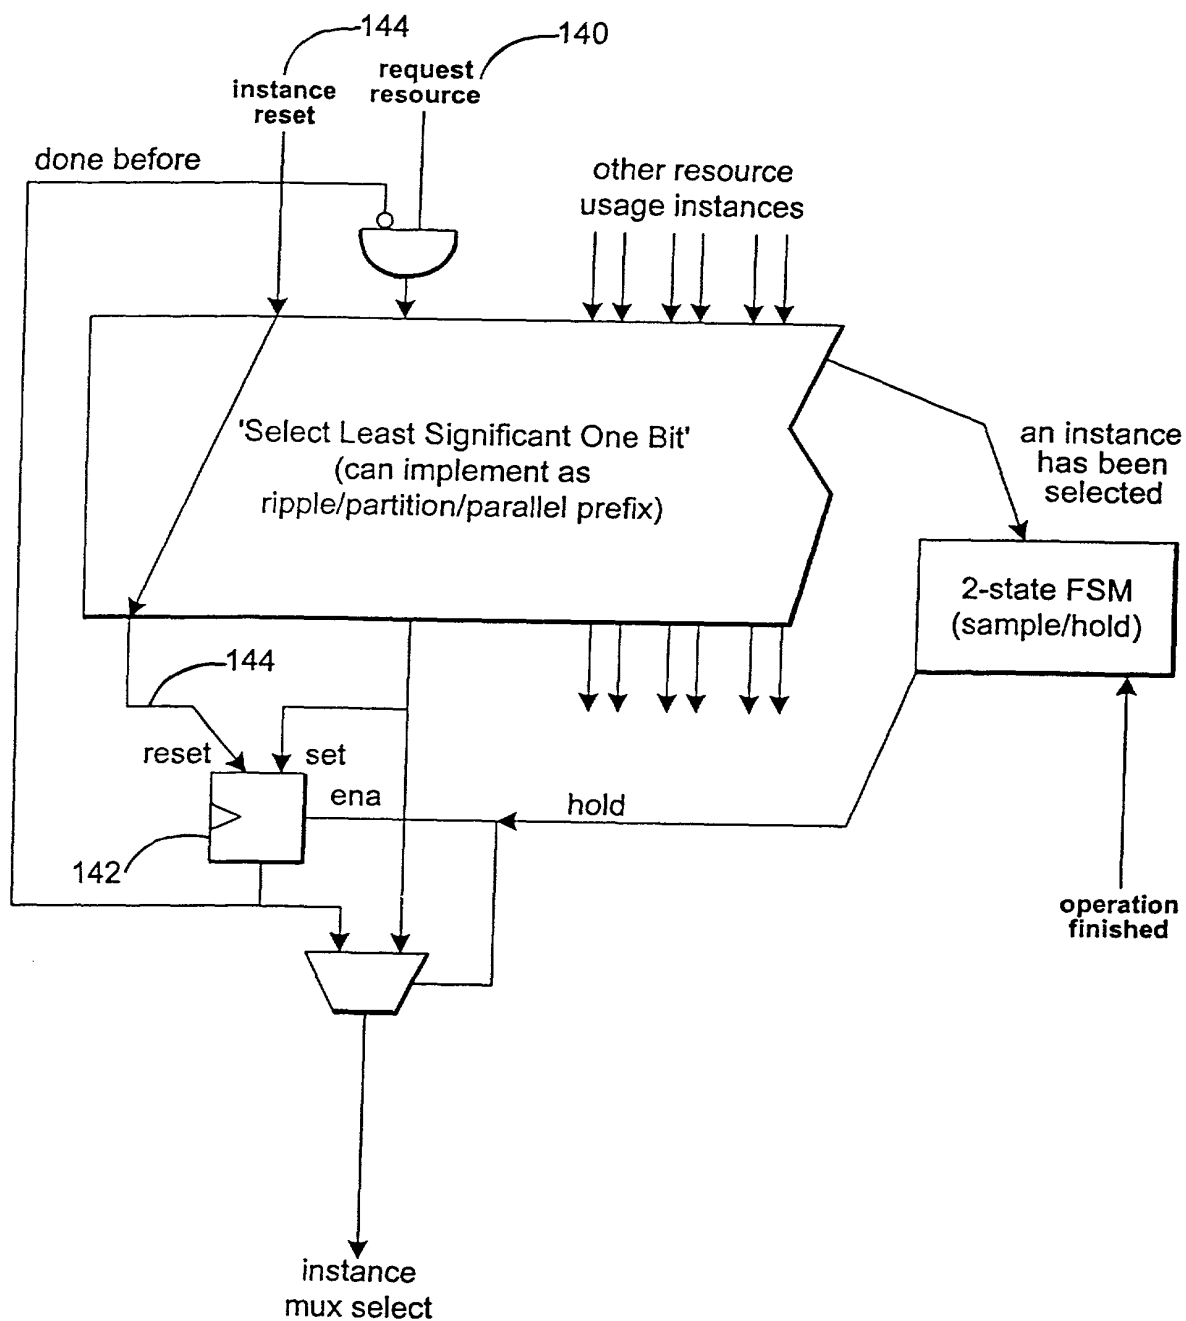 144
140
request
resource
instance
reset
done before
other resource
usage instances
'Select Least Significant One Bit'
(can implement as
ripple/partition/parallel prefix)
an instance
has been
selected
2-state FSM
(sample/hold)
144
reset
set
ena
hold
142
operation
finished
instance
mux select